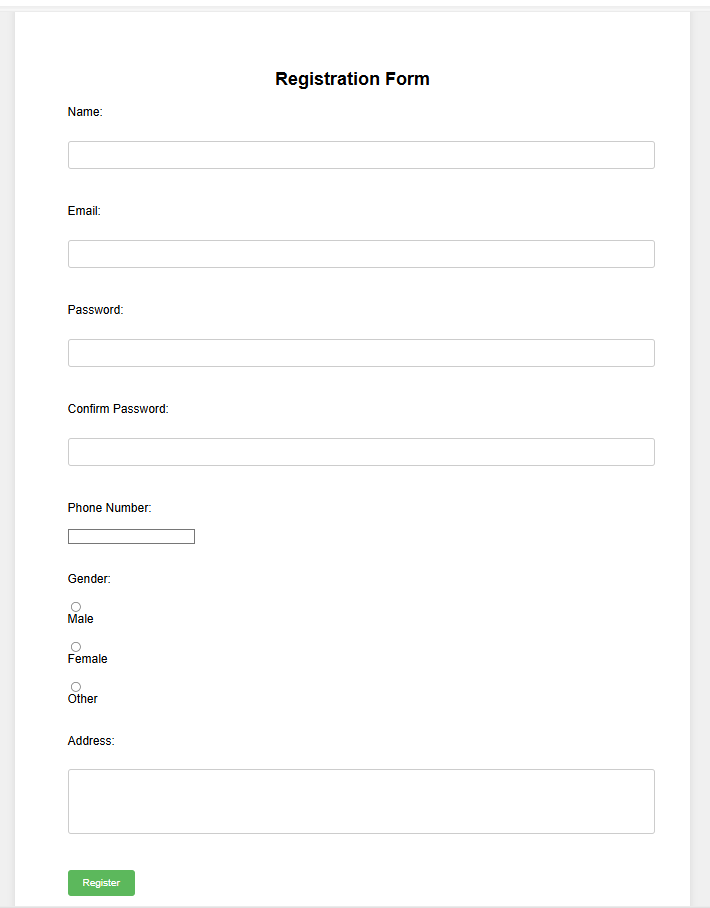 Registration Form
Name:
Email:
Password:
Confirm Password:
Phone Number:
Gender:
Male
Female
Other
Address:
Register